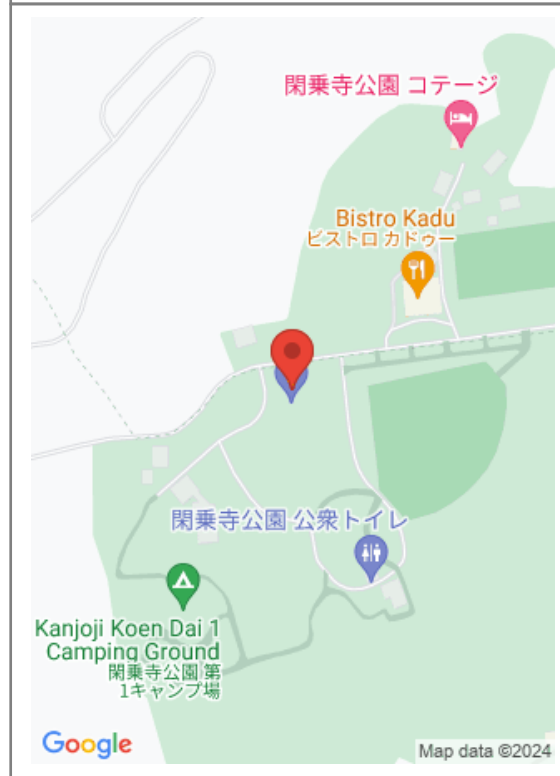 閑乗寺公園 コテージ
Bistro Kadu
ビストロ カドゥー
閑乗寺公園 公衆トイレ
Kanjoji Koen Dai 1
Camping Ground
閑乗寺公園 第
1キャンプ場
Google
Map data ©2024